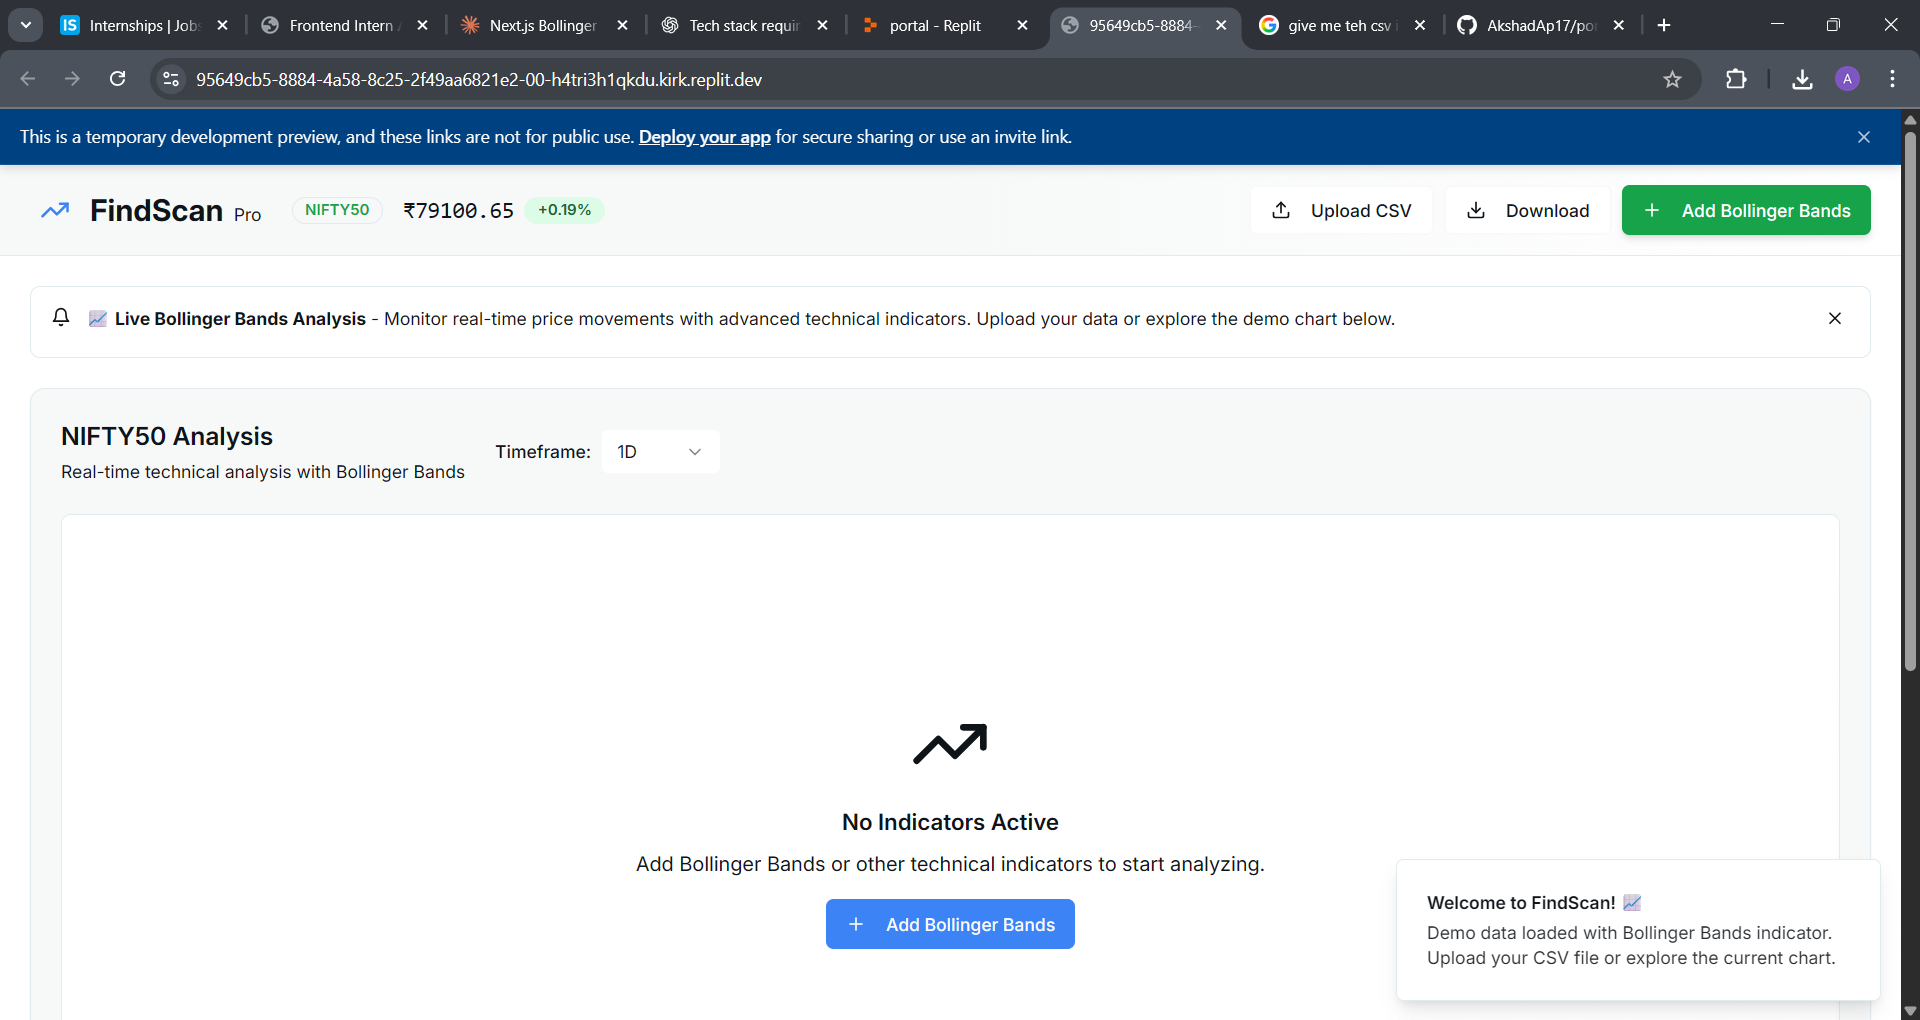 Internships | Jobs
Frontend Intern
Next.js Bollinger
Tech stack requi
portal - Replit
95649cb5-8884-
give me teh csv
AkshadAp17/po
95649cb5-8884-4a58-8c25-2f49aa6821e2-00-h4tri3h1qkdu.kirk.replit.dev
A
This is a temporary development preview, and these links are not for public use. Deploy your app for secure sharing or use an invite link.
FindScan Pro
NIFTY50
₹79100.65
+0.19%
Upload CSV
Download
Add Bollinger Bands
Live Bollinger Bands Analysis - Monitor real-time price movements with advanced technical indicators. Upload your data or explore the demo chart below.
NIFTY50 Analysis
Real-time technical analysis with Bollinger Bands
Timeframe:
1D
No Indicators Active
Add Bollinger Bands or other technical indicators to start analyzing.
Add Bollinger Bands
Welcome to FindScan!
Demo data loaded with Bollinger Bands indicator.
Upload your CSV file or explore the current chart.